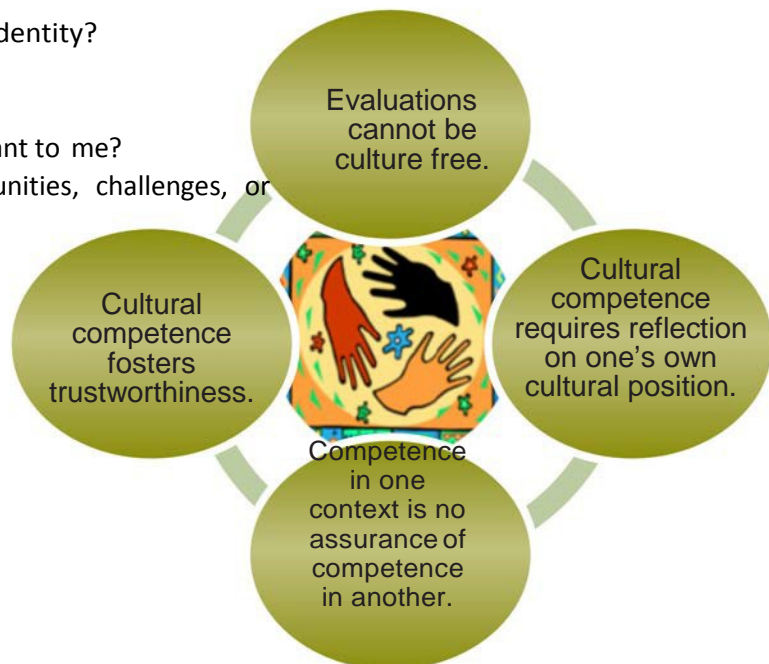 dentity?
nt to me?
unities, challenges, or
Evaluations
cannot be
culture free.
Cultural
competence
fosters
trustworthiness.
Cultural
competence
requires reflection
on one’s own
cultural position.
Competence
in one
context is no
assurance of
competence
in another.